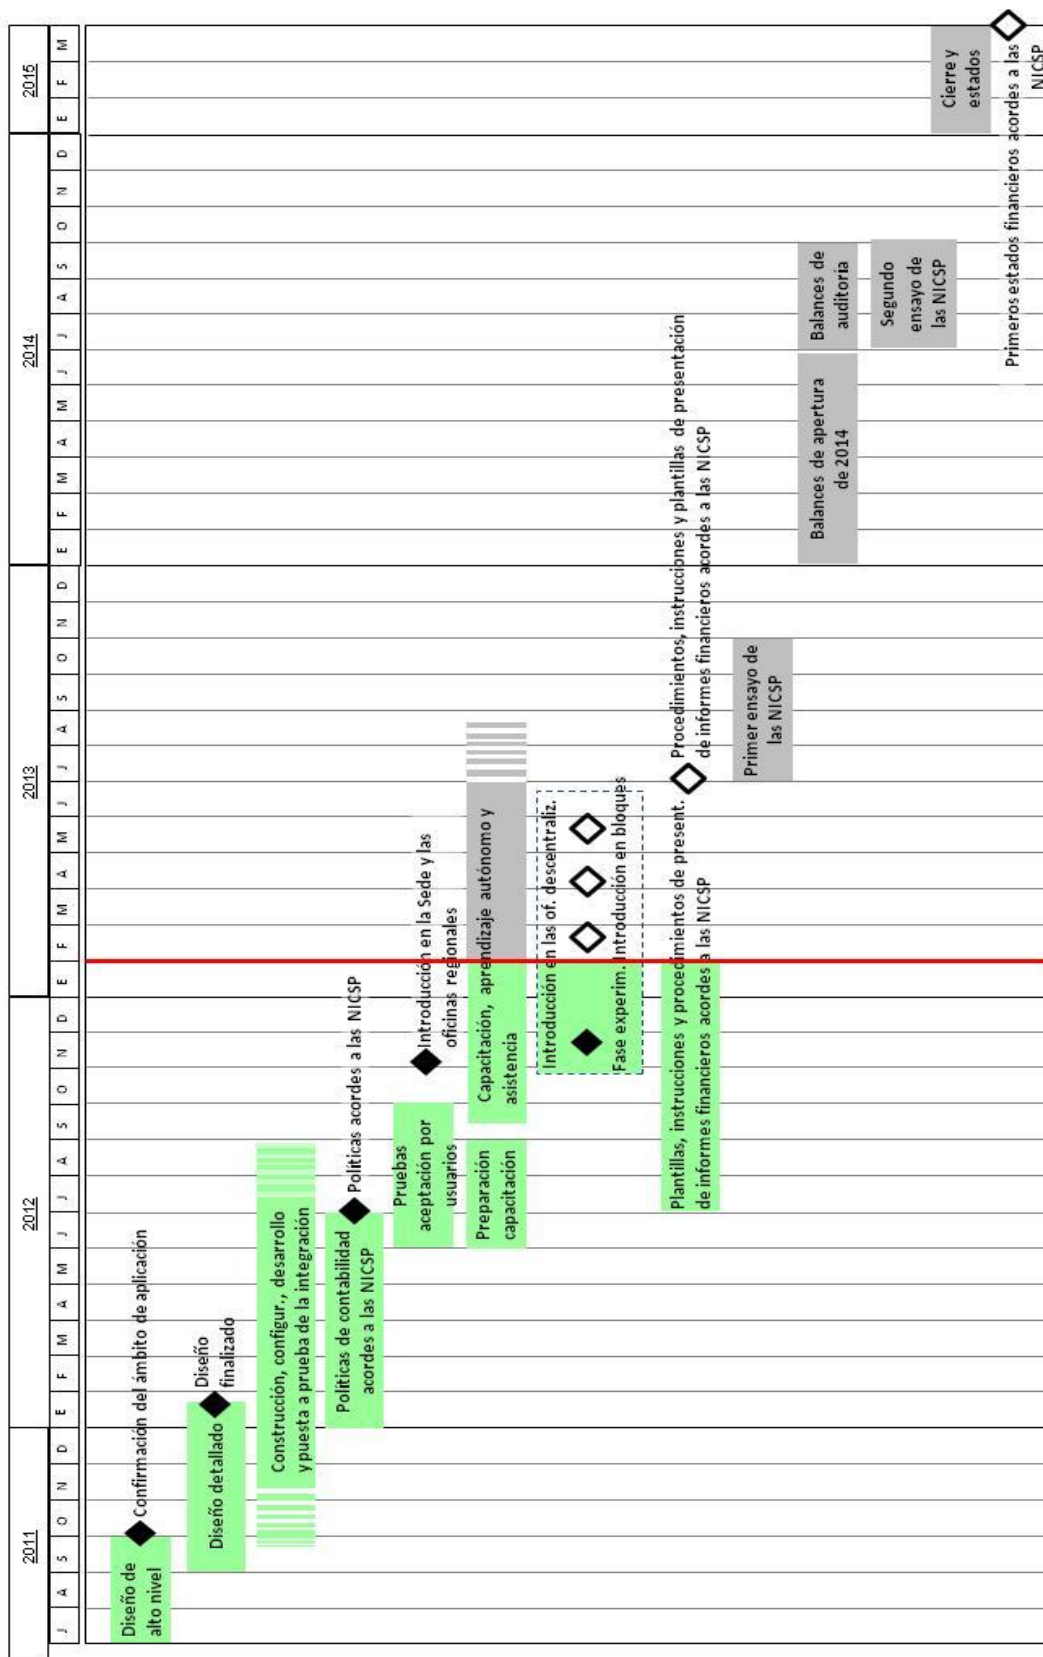 2011
2012
2013
2014
2015
J A S O N D E F M A M J J A S O N D E F M A M J J A S O N D E F M A M J J A S O N D E F M
Diseño de
alto nivel
Confirmación del ámbito de aplicación
Diseño detallado
Diseño
finalizado
Construcción, configur., desarrollo
y puesta a prueba de la integración
Políticas de contabilidad
acordes a las NICSP
Políticas acordes a las NICSP
Pruebas
aceptación por
usuarios
Introducción en la Sede y las
oficinas regionales
Preparación
capacitación
Capacitación, aprendizaje autónomo y
asistencia
Introducción en las of. descentraliz.
Fase experim. Introducción en bloques
Plantillas, instrucciones y procedimientos de present.
de informes financieros acordes a las NICSP
Procedimientos, instrucciones y plantillas de presentación
de informes financieros acordes a las NICSP
Primer ensayo de
las NICSP
Balances de apertura
de 2014
Balances de
auditoría
Segundo
ensayo de
las NICSP
Cierre y
estados
Primeros estados financieros acordes a las
NICSP